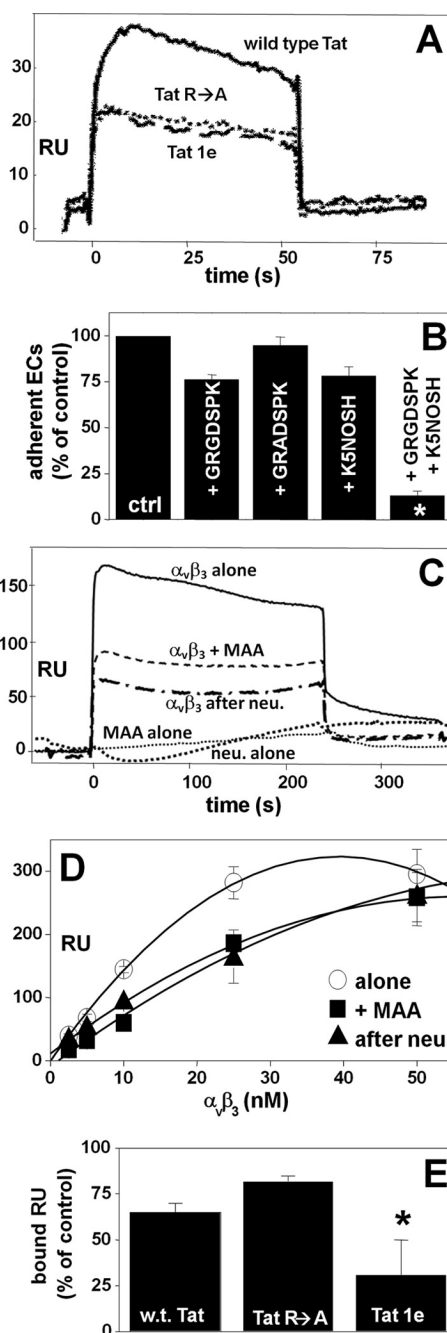 A
wild type Tat
Tat R→A
Tat 1e
RU
30
20
10
0
0 25 50 75
time (s)
B
adherent ECs
(% of control)
100
75
50
25
0
ctrl
+ GRGDSPK
+ GRADSPK
+ K5NOSH
+ GRGDSPK
+ K5NOSH
*
C
αvβ3 alone
αvβ3 + MAA
αvβ3 after neu.
MAA alone
neu. alone
RU
150
100
50
0
0 100 200 300
time (s)
D
RU
300
200
100
0
alone
+ MAA
after neu
0 10 20 30 40 50
αvβ3 (nM)
E
bound RU
(% of control)
100
75
50
25
0
w.t. Tat
Tat R→A
Tat 1e
*